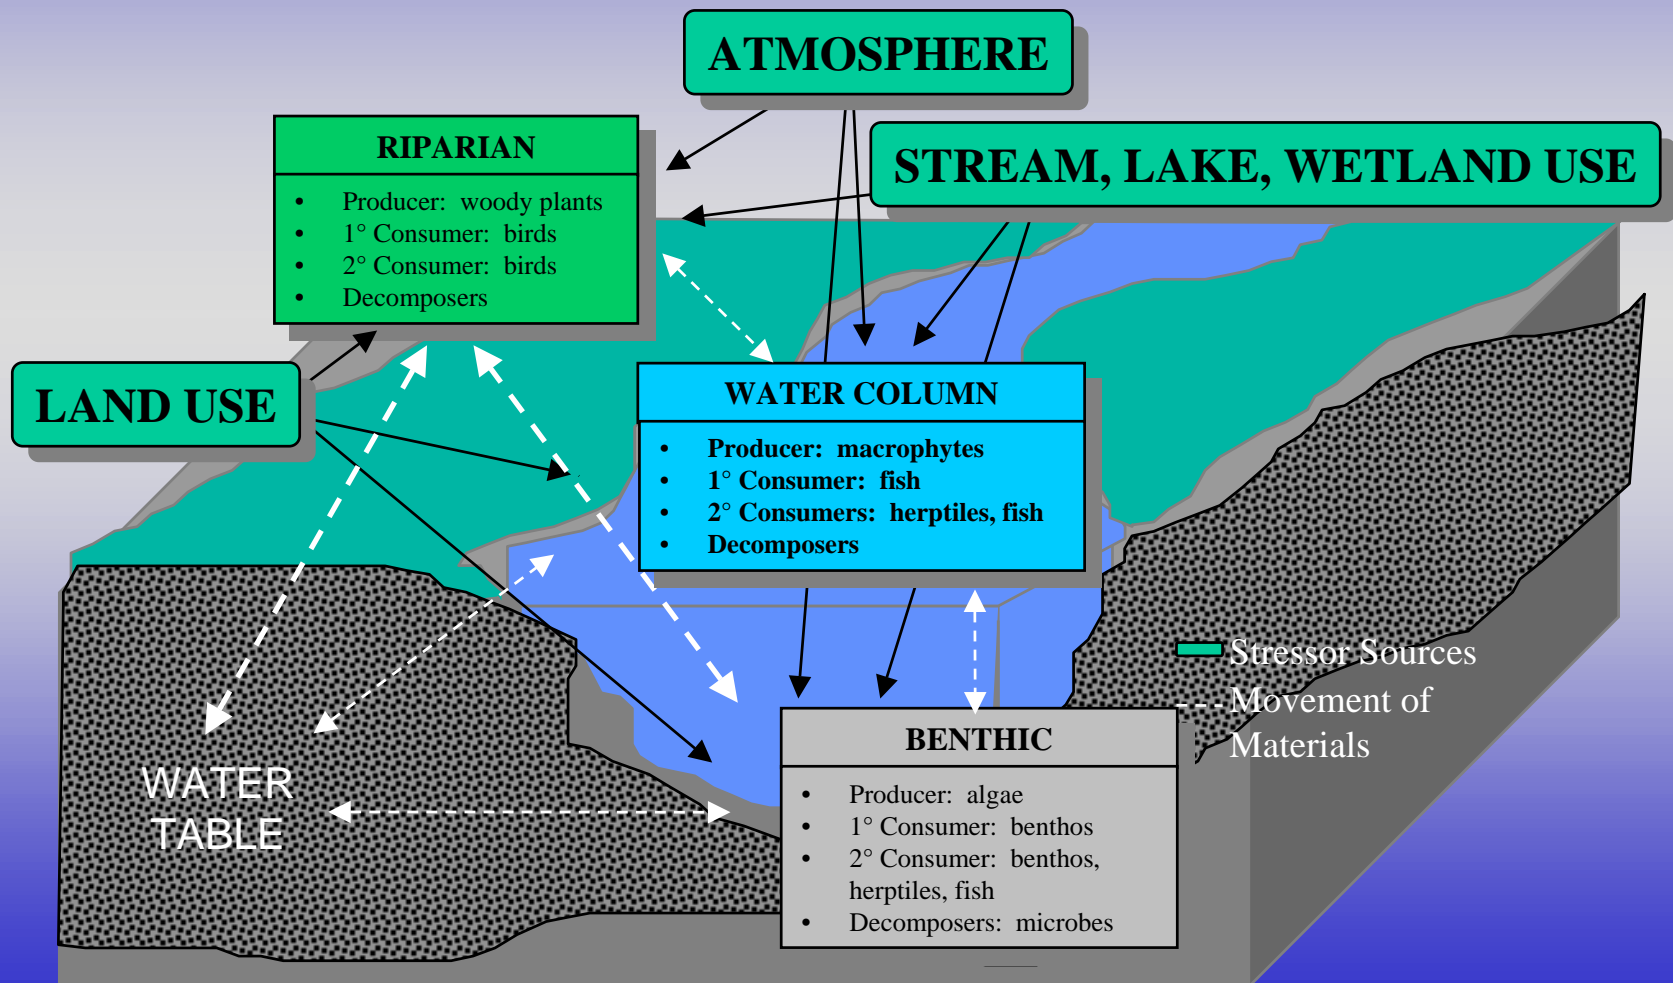 ATMOSPHERE
STREAM, LAKE, WETLAND USE
RIPARIAN
• Producer: woody plants
• 1° Consumer: birds
• 2° Consumer: birds
• Decomposers
LAND USE
WATER COLUMN
• Producer: macrophytes
• 1° Consumer: fish
• 2° Consumers: herptiles, fish
• Decomposers
Stressor Sources
Movement of
Materials
WATER
TABLE
BENTHIC
• Producer: algae
• 1° Consumer: benthos
• 2° Consumer: benthos,
herptiles, fish
• Decomposers: microbes